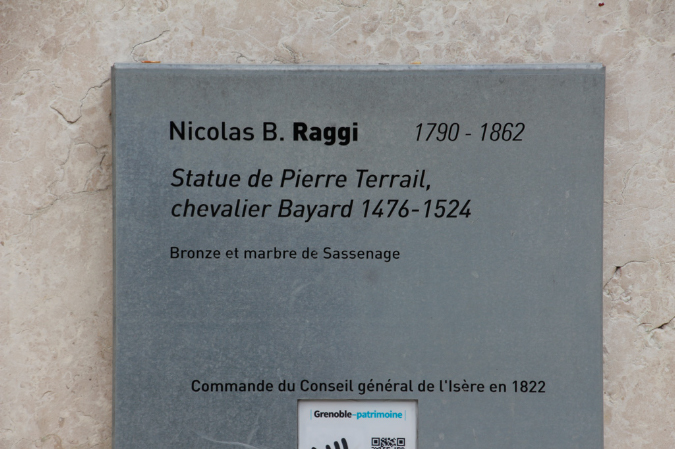 Nicolas B. Raggi 1790 - 1862
Statue de Pierre Terrail,
chevalier Bayard 1476-1524
Bronze et marbre de Sassenage
Commande du Conseil général de l'Isère en 1822
Grenoble-patrimoine